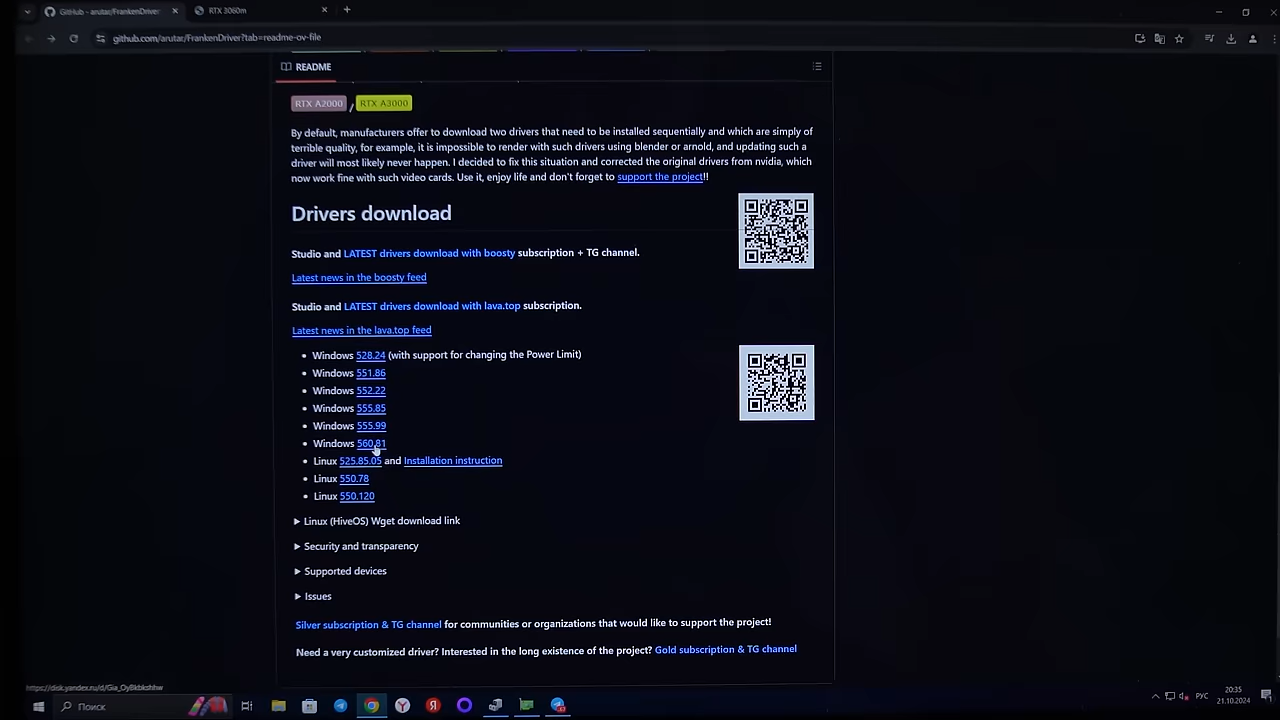 GitHub - arutar/FrankenDriver
RTX 3060m
github.com/arutar/FrankenDriver?tab=readme-ov-file
README
RTX A2000 / RTX A3000
By default, manufacturers offer to download two drivers that need to be installed sequentially and which are simply of
terrible quality, for example, it is impossible to render with such drivers using blender or arnold, and updating such a
driver will most likely never happen. I decided to fix this situation and corrected the original drivers from nvidia, which
now work fine with such video cards. Use it, enjoy life and don't forget to support the project!!
Drivers download
Studio and LATEST drivers download with boosty subscription + TG channel.
Latest news in the boosty feed
Studio and LATEST drivers download with lava.top subscription.
Latest news in the lava.top feed
Windows 528.24 (with support for changing the Power Limit)
Windows 551.86
Windows 552.22
Windows 555.85
Windows 555.99
Windows 560.81
Linux 525.85.05 and Installation instruction
Linux 550.78
Linux 550.120
Linux (HiveOS) Wget download link
Security and transparency
Supported devices
Issues
Silver subscription & TG channel for communities or organizations that would like to support the project!
Need a very customized driver? Interested in the long existence of the project? Gold subscription & TG channel
Поиск
РУС
20:35
21.10.2024